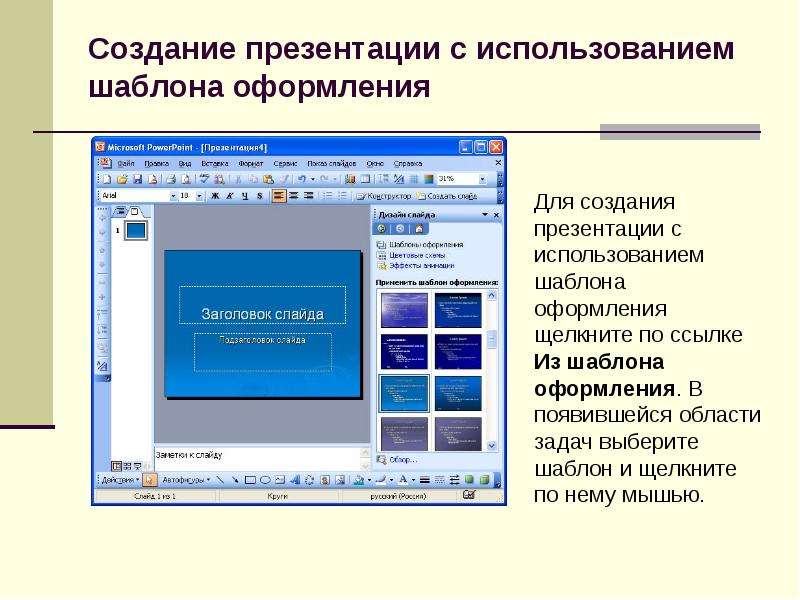 Создание презентации с использованием
шаблона оформления
Microsoft PowerPoint - [Презентация4]
Файл Правка Вид Вставка Формат Сервис Показ слайдов Окно Справка
31%
Arial 18 Ж К Ч S Конструктор Создать слайд
Дизайн слайда
1
Шаблоны оформления
Цветовые схемы
Эффекты анимации
Применить шаблон оформления:
Заголовок слайда
Подзаголовок слайда
Заметки к слайду
Обзор...
Действия Автофигуры
Слайд 1 из 1 Круги русский (Россия)
Для создания
презентации с
использованием
шаблона
оформления
щелкните по ссылке
Из шаблона
оформления. В
появившейся области
задач выберите
шаблон и щелкните
по нему мышью.